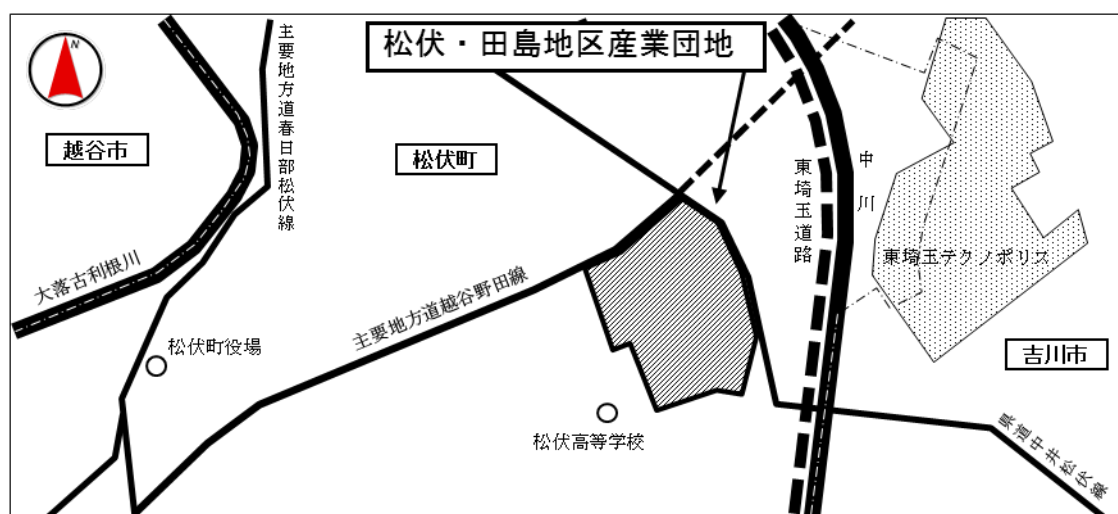 N
松伏・田島地区産業団地
越谷市
主要地方道春日部松伏線
松伏町
東埼玉道路
中川
東埼玉テクノポリス
大落古利根川
主要地方道越谷野田線
松伏町役場
吉川市
松伏高等学校
県道中井松伏線